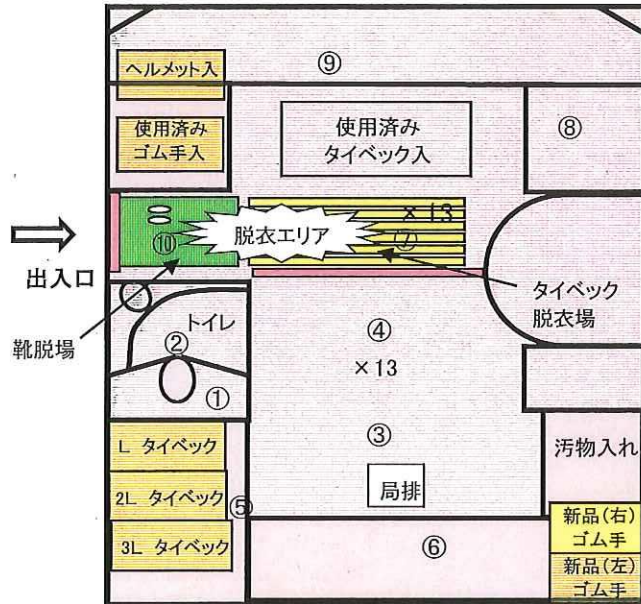 ヘルメット入
⑨
使用済み
ゴム手入
使用済み
タイベック入
⑧
×13
⑩
脱衣エリア
⑦
出入口
靴脱場
トイレ
②
①
④
×13
タイベック
脱衣場
③
局排
汚物入れ
L タイベック
2L タイベック
3L タイベック
⑤
⑥
新品(右)
ゴム手
新品(左)
ゴム手